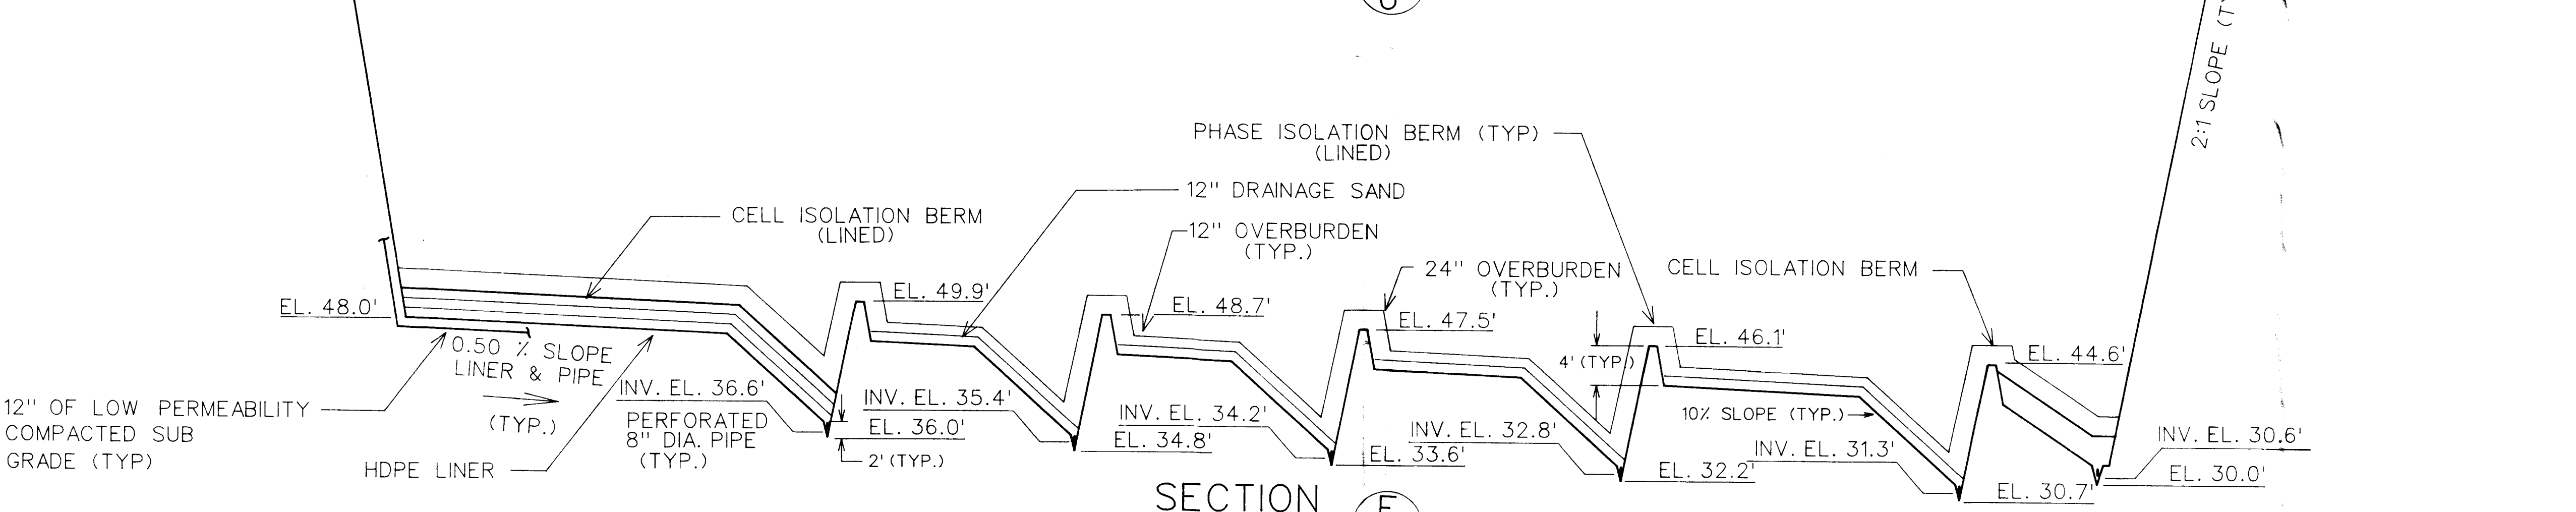 PHASE ISOLATION BERM (TYP)
(LINED)
2:1 SLOPE
12" DRAINAGE SAND
CELL ISOLATION BERM
(LINED)
12" OVERBURDEN
(TYP.)
24" OVERBURDEN
(TYP.)
CELL ISOLATION BERM
EL. 48.0'
EL. 49.9'
EL. 48.7'
EL. 47.5'
EL. 46.1'
EL. 44.6'
4' (TYP.)
0.50 % SLOPE
LINER & PIPE
(TYP.)
12" OF LOW PERMEABILITY
COMPACTED SUB
GRADE (TYP)
HDPE LINER
INV. EL. 36.6'
PERFORATED
8" DIA. PIPE
(TYP.)
EL. 36.0'
2' (TYP.)
INV. EL. 35.4'
EL. 34.8'
INV. EL. 34.2'
EL. 33.6'
INV. EL. 32.8'
EL. 32.2'
10% SLOPE (TYP.)
INV. EL. 31.3'
EL. 30.7'
INV. EL. 30.6'
EL. 30.0'
SECTION